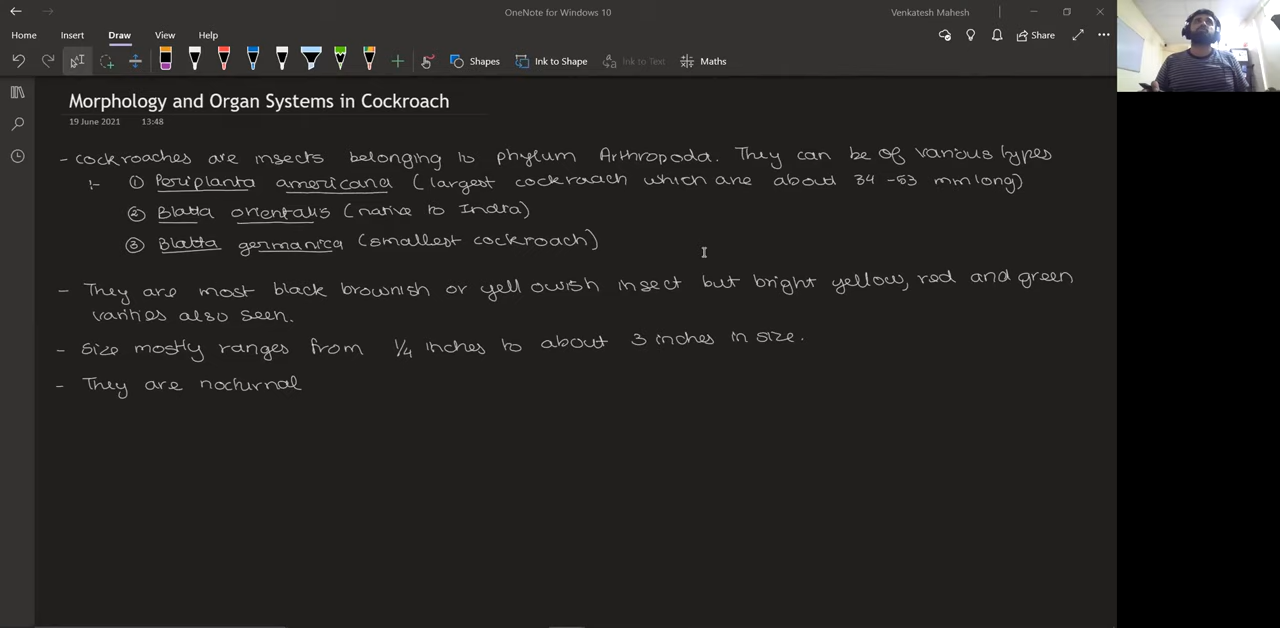 OneNote for Windows 10
Venkatesh Mahesh
Home Insert Draw View Help
Share
Shapes Ink to Shape Ink to Text Maths
Morphology and Organ Systems in Cockroach
19 June 2021 13:48
- Cockroaches are insects belonging to phylum Arthropoda. They can be of various types
:- ① Periplanta americana (largest cockroach which are about 34 -53 mm long)
② Blatta orientalis (native to India)
③ Blatta germanica (smallest cockroach)
- They are most black brownish or yellowish insect but bright yellow, red and green
varities also seen.
- Size mostly ranges from 1/4 inches to about 3 inches in size.
- They are nocturnal